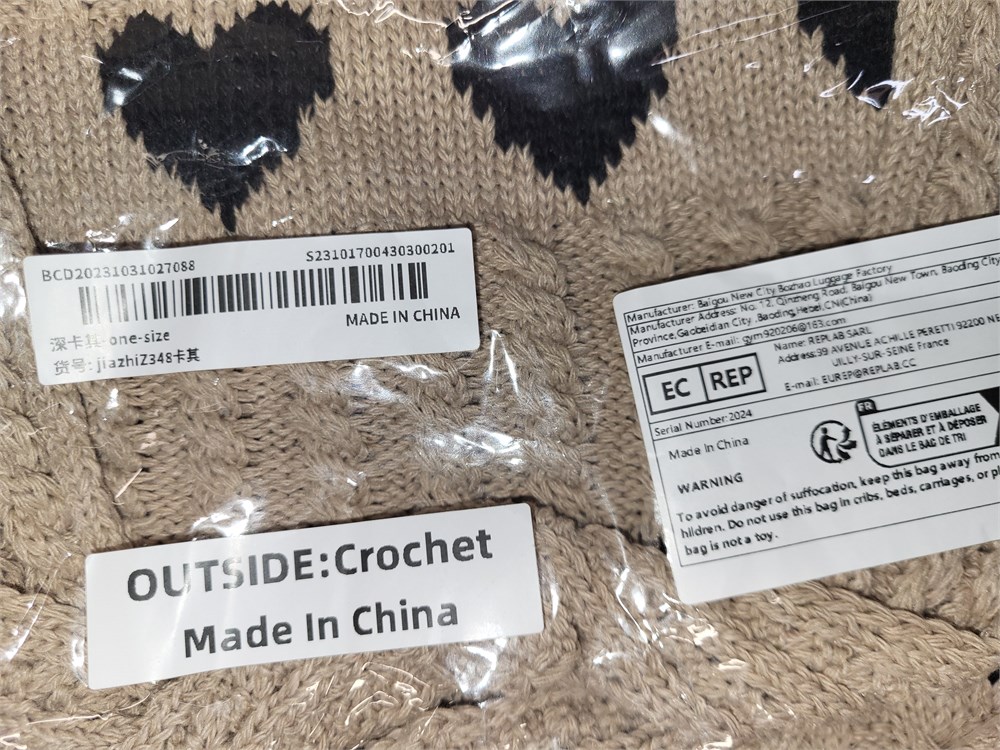 BCD20231031027088
S23101700430300201
MADE IN CHINA
深卡其-one-size
货号: jiazhiZ348卡其
OUTSIDE:Crochet
Made In China
Manufacturer: Baigou New City Bozhao Luggage Factory
Manufacturer Address: No. 12, Qinzheng Road, Baigou New Town, Baoding City
Province,Gaobeidian City ,Baoding,Hebei,CN(China)
Manufacturer E-mail: gym920206@163.com
EC REP
Name: REPLAB SARL
Address:39 AVENUE ACHILLE PERETTI 92200 NE
UILLY-SUR-SEINE France
E-mail: EUREP@REPLAB.CC
Serial Number:2024
Made In China
FR
ÉLÉMENTS D'EMBALLAGE
À SÉPARER ET À DÉPOSER
DANS LE BAC DE TRI
WARNING
To avoid danger of suffocation, keep this bag away from
hildren. Do not use this bag in cribs, beds, carriages, or pl
bag is not a toy.